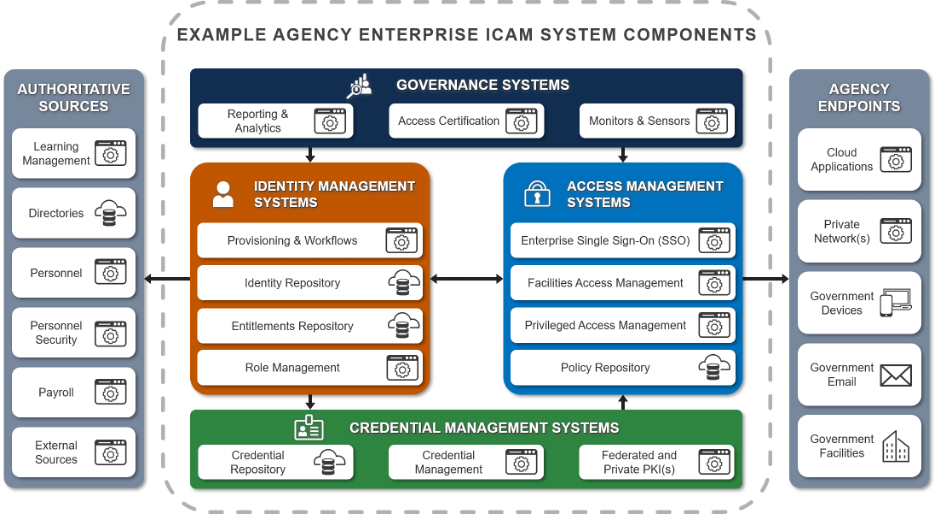 EXAMPLE AGENCY ENTERPRISE ICAM SYSTEM COMPONENTS
AUTHORITATIVE
SOURCES
Learning
Management
Directories
Personnel
Personnel
Security
Payroll
External
Sources
GOVERNANCE SYSTEMS
Reporting &
Analytics
Access Certification
Monitors & Sensors
IDENTITY MANAGEMENT
SYSTEMS
Provisioning & Workflows
Identity Repository
Entitlements Repository
Role Management
ACCESS MANAGEMENT
SYSTEMS
Enterprise Single Sign-On (SSO)
Facilities Access Management
Privileged Access Management
Policy Repository
CREDENTIAL MANAGEMENT SYSTEMS
Credential
Repository
Credential
Management
Federated and
Private PKI(s)
AGENCY
ENDPOINTS
Cloud
Applications
Private
Network(s)
Government
Devices
Government
Email
Government
Facilities